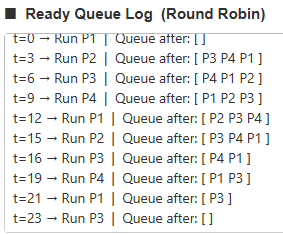 ■ Ready Queue Log (Round Robin)
t=0 → Run P1 | Queue after: [ ]
t=3 → Run P2 | Queue after: [ P3 P4 P1 ]
t=6 → Run P3 | Queue after: [ P4 P1 P2 ]
t=9 → Run P4 | Queue after: [ P1 P2 P3 ]
t=12 → Run P1 | Queue after: [ P2 P3 P4 ]
t=15 → Run P2 | Queue after: [ P3 P4 P1 ]
t=16 → Run P3 | Queue after: [ P4 P1 ]
t=19 → Run P4 | Queue after: [ P1 P3 ]
t=21 → Run P1 | Queue after: [ P3 ]
t=23 → Run P3 | Queue after: [ ]